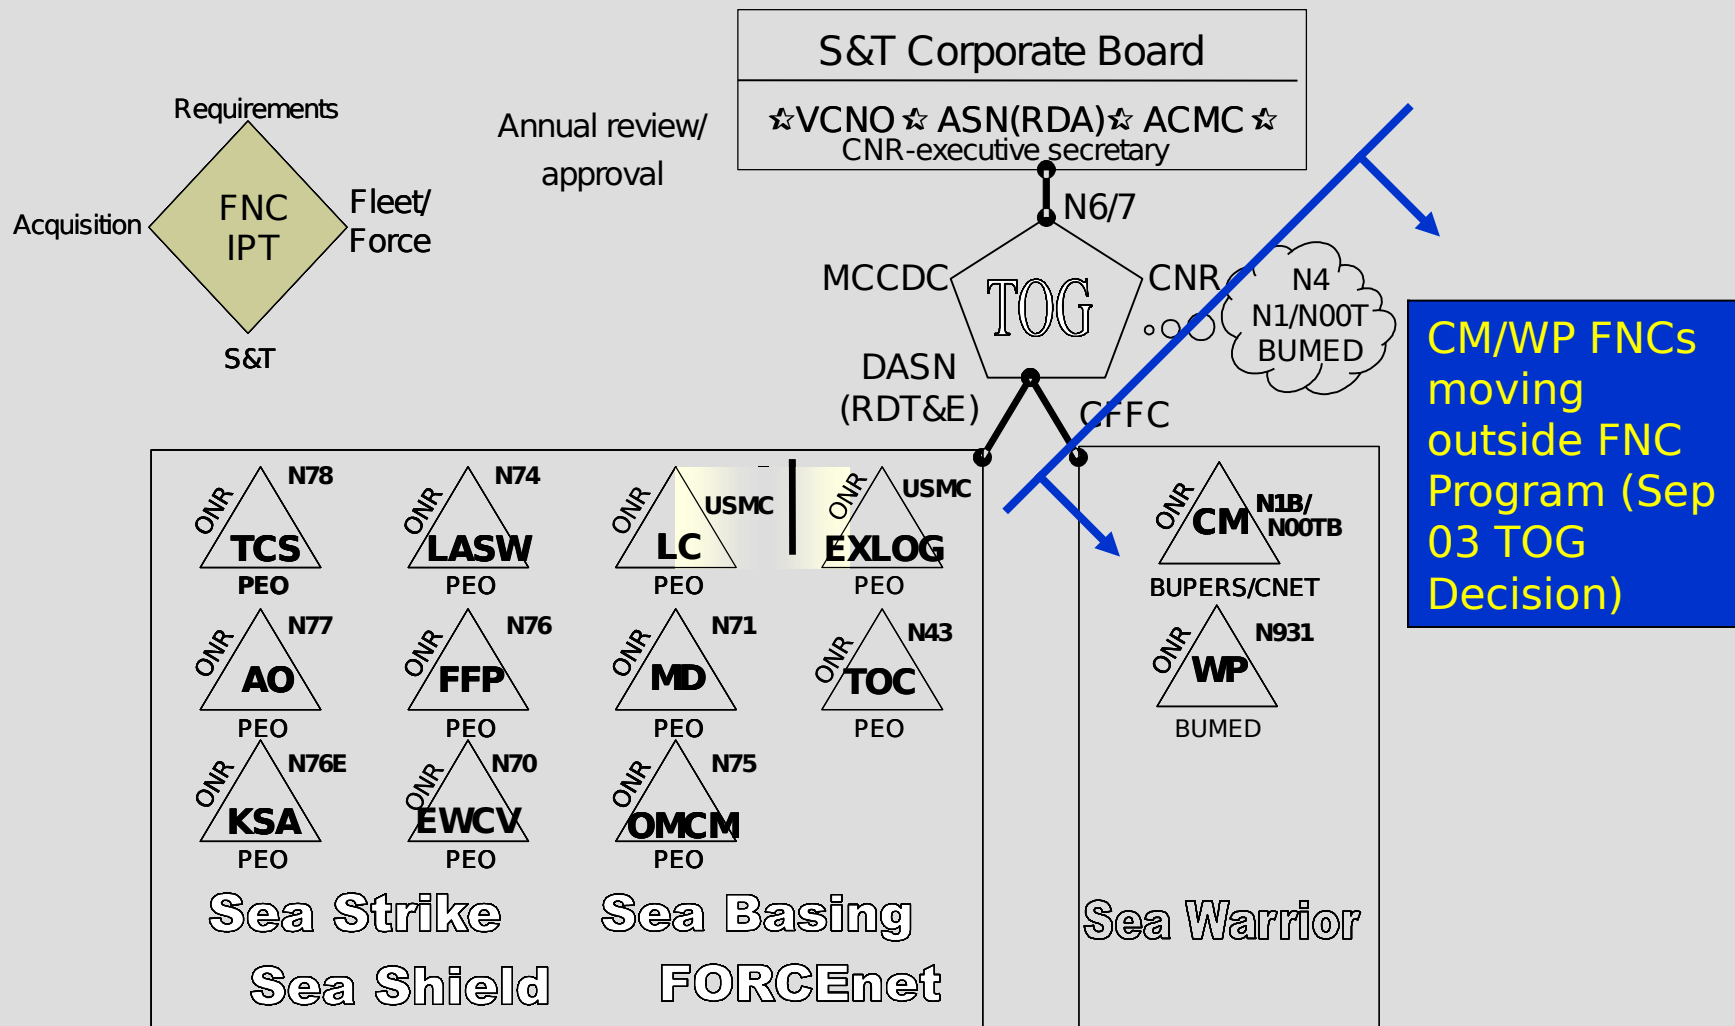 S&T Corporate Board
☆VCNO☆ ASN(RDA)☆ ACMC☆
CNR-executive secretary
Requirements
Acquisition
FNC
IPT
Fleet/
Force
S&T
Annual review/
approval
N6/7
MCCDC
TOG
CNR
DASN
(RDT&E)
CFFC
N4
N1/N00T
BUMED
CM/WP FNCs
moving
outside FNC
Program (Sep
03 TOG
Decision)
ONR
N78
TCS
PEO
ONR
N74
LASW
PEO
ONR
USMC
LC
PEO
ONR
USMC
EXLOG
PEO
ONR
N1B/
N00TB
CM
BUPERS/CNET
ONR
N77
AO
PEO
ONR
N76
FFP
PEO
ONR
N71
MD
PEO
ONR
N43
TOC
PEO
ONR
N931
WP
BUMED
ONR
N76E
KSA
PEO
ONR
N70
EWCV
PEO
ONR
N75
OMCM
PEO
Sea Strike
Sea Basing
Sea Warrior
Sea Shield
FORCEnet